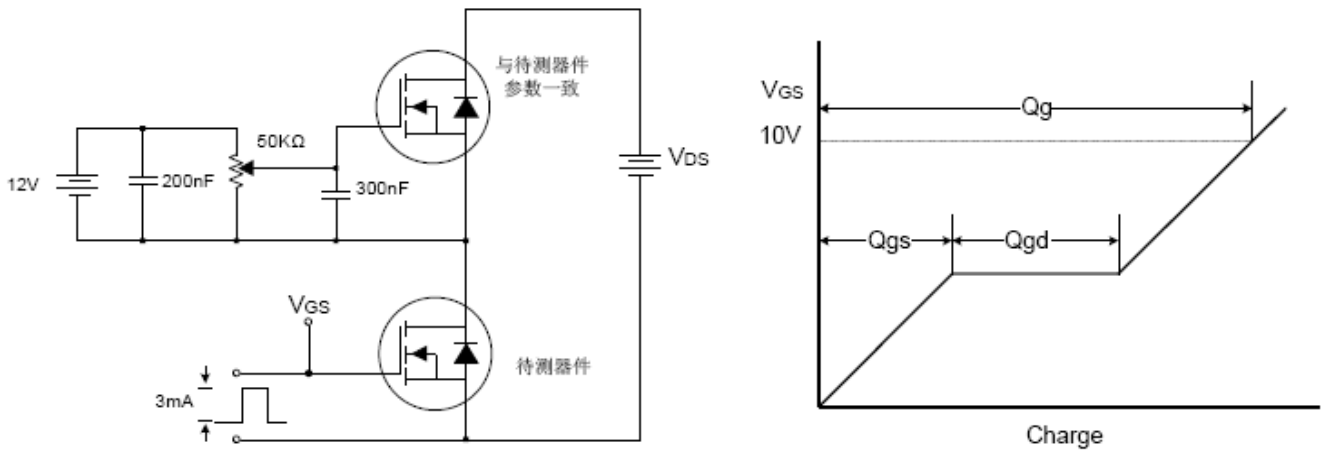 与待测器件
参数一致
50KΩ
12V
200nF
300nF
VDS
VGS
待测器件
3mA
VGS
10V
Qg
Qgs
Qgd
Charge